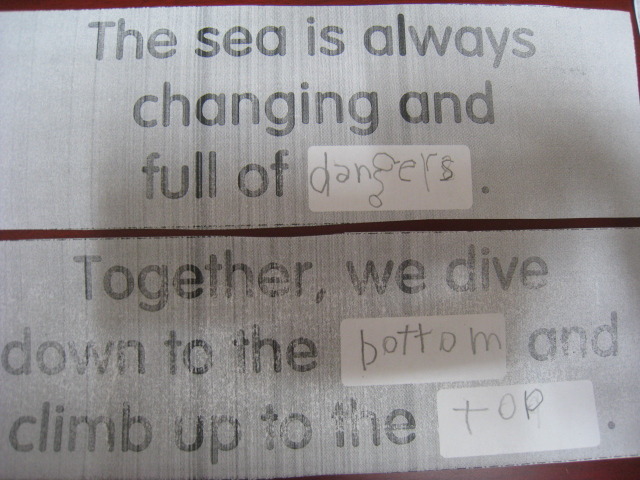 The sea is always
changing and
full of dangers.
Together, we dive
down to the bottom and
climb up to the top.